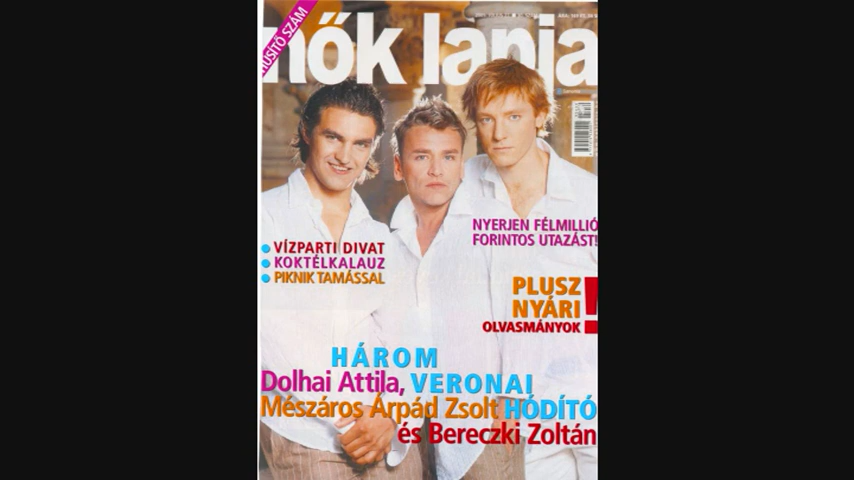 HŰSÍTŐ SZÁM
nők lapja
VÍZPARTI DIVAT
KOKTÉLKALAUZ
PIKNIK TAMÁSSAL
NYERJEN FÉLMILLIÓ
FORINTOS UTAZÁST!
PLUSZ
NYÁRI
OLVASMÁNYOK!
HÁROM
Dolhai Attila, VERONAI
Mészáros Árpád Zsolt HÓDÍTÓ
és Bereczki Zoltán